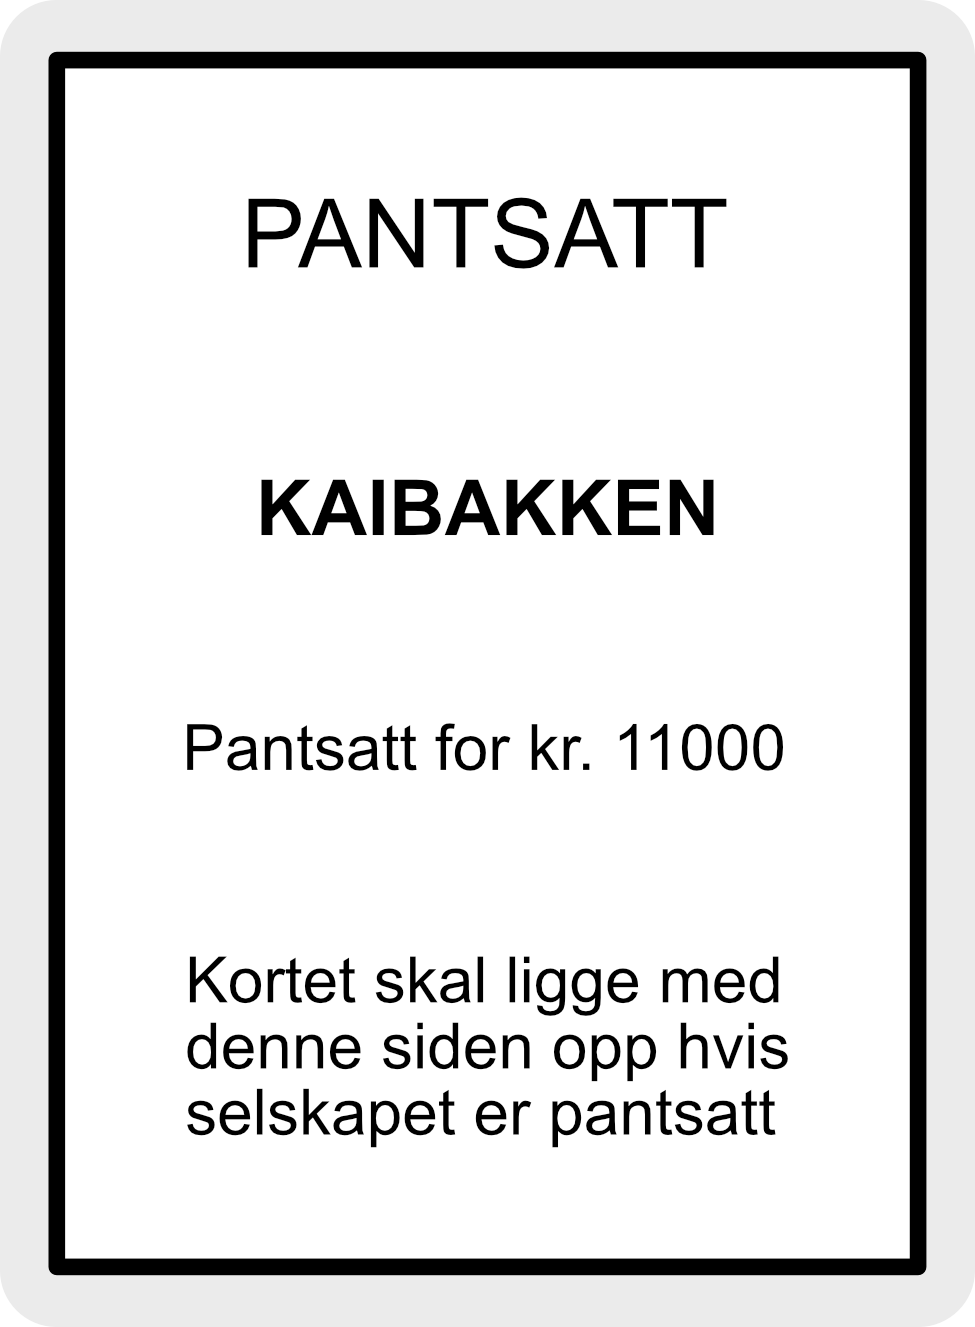 PANTSATT
KAIBAKKEN
Pantsatt for kr. 11000
Kortet skal ligge med
denne siden opp hvis
selskapet er pantsatt